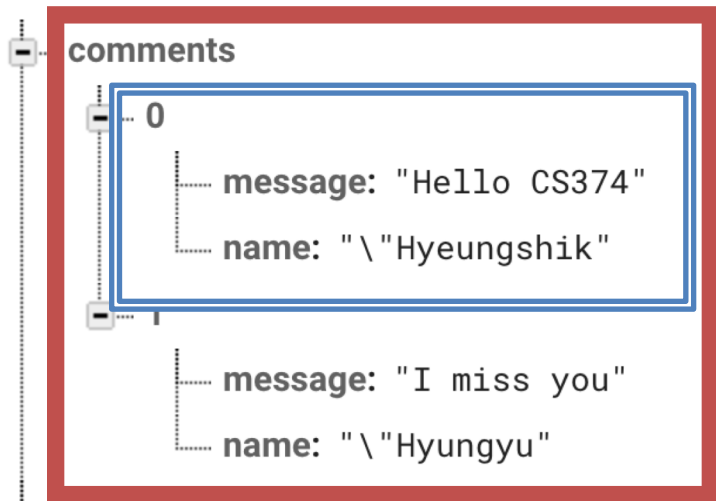 comments
0
message: "Hello CS374"
name: "\"Hyeungshik"
message: "I miss you"
name: "\"Hyungyu"